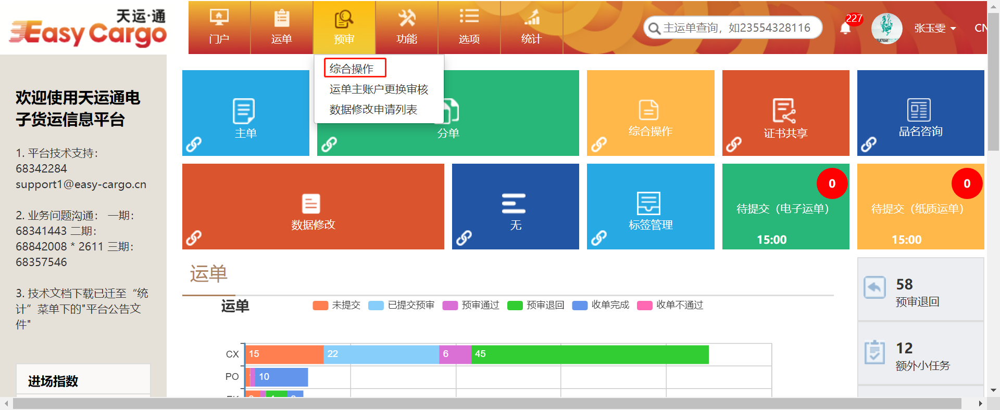 天运·通
Easy Cargo
门户
运单
预审
功能
选项
统计
主运单查询，如23554328116
227
张玉雯
CN
综合操作
运单主账户更换审核
数据修改申请列表
欢迎使用天运通电
子货运信息平台
1. 平台技术支持：
68342284
support1@easy-cargo.cn
2. 业务问题沟通： 一期：
68341443 二期：
68842008 * 2611 三期：
68357546
3. 技术文档下载已迁至“统
计”菜单下的"平台公告文
件"
进场指数
主单
分单
综合操作
证书共享
品名咨询
数据修改
无
标签管理
0
待提交（电子运单）
15:00
0
待提交（纸质运单）
15:00
运单
运单
未提交
已提交预审
预审通过
预审退回
收单完成
收单不通过
CX
15
22
6
45
PO
10
58
预审退回
12
额外小任务